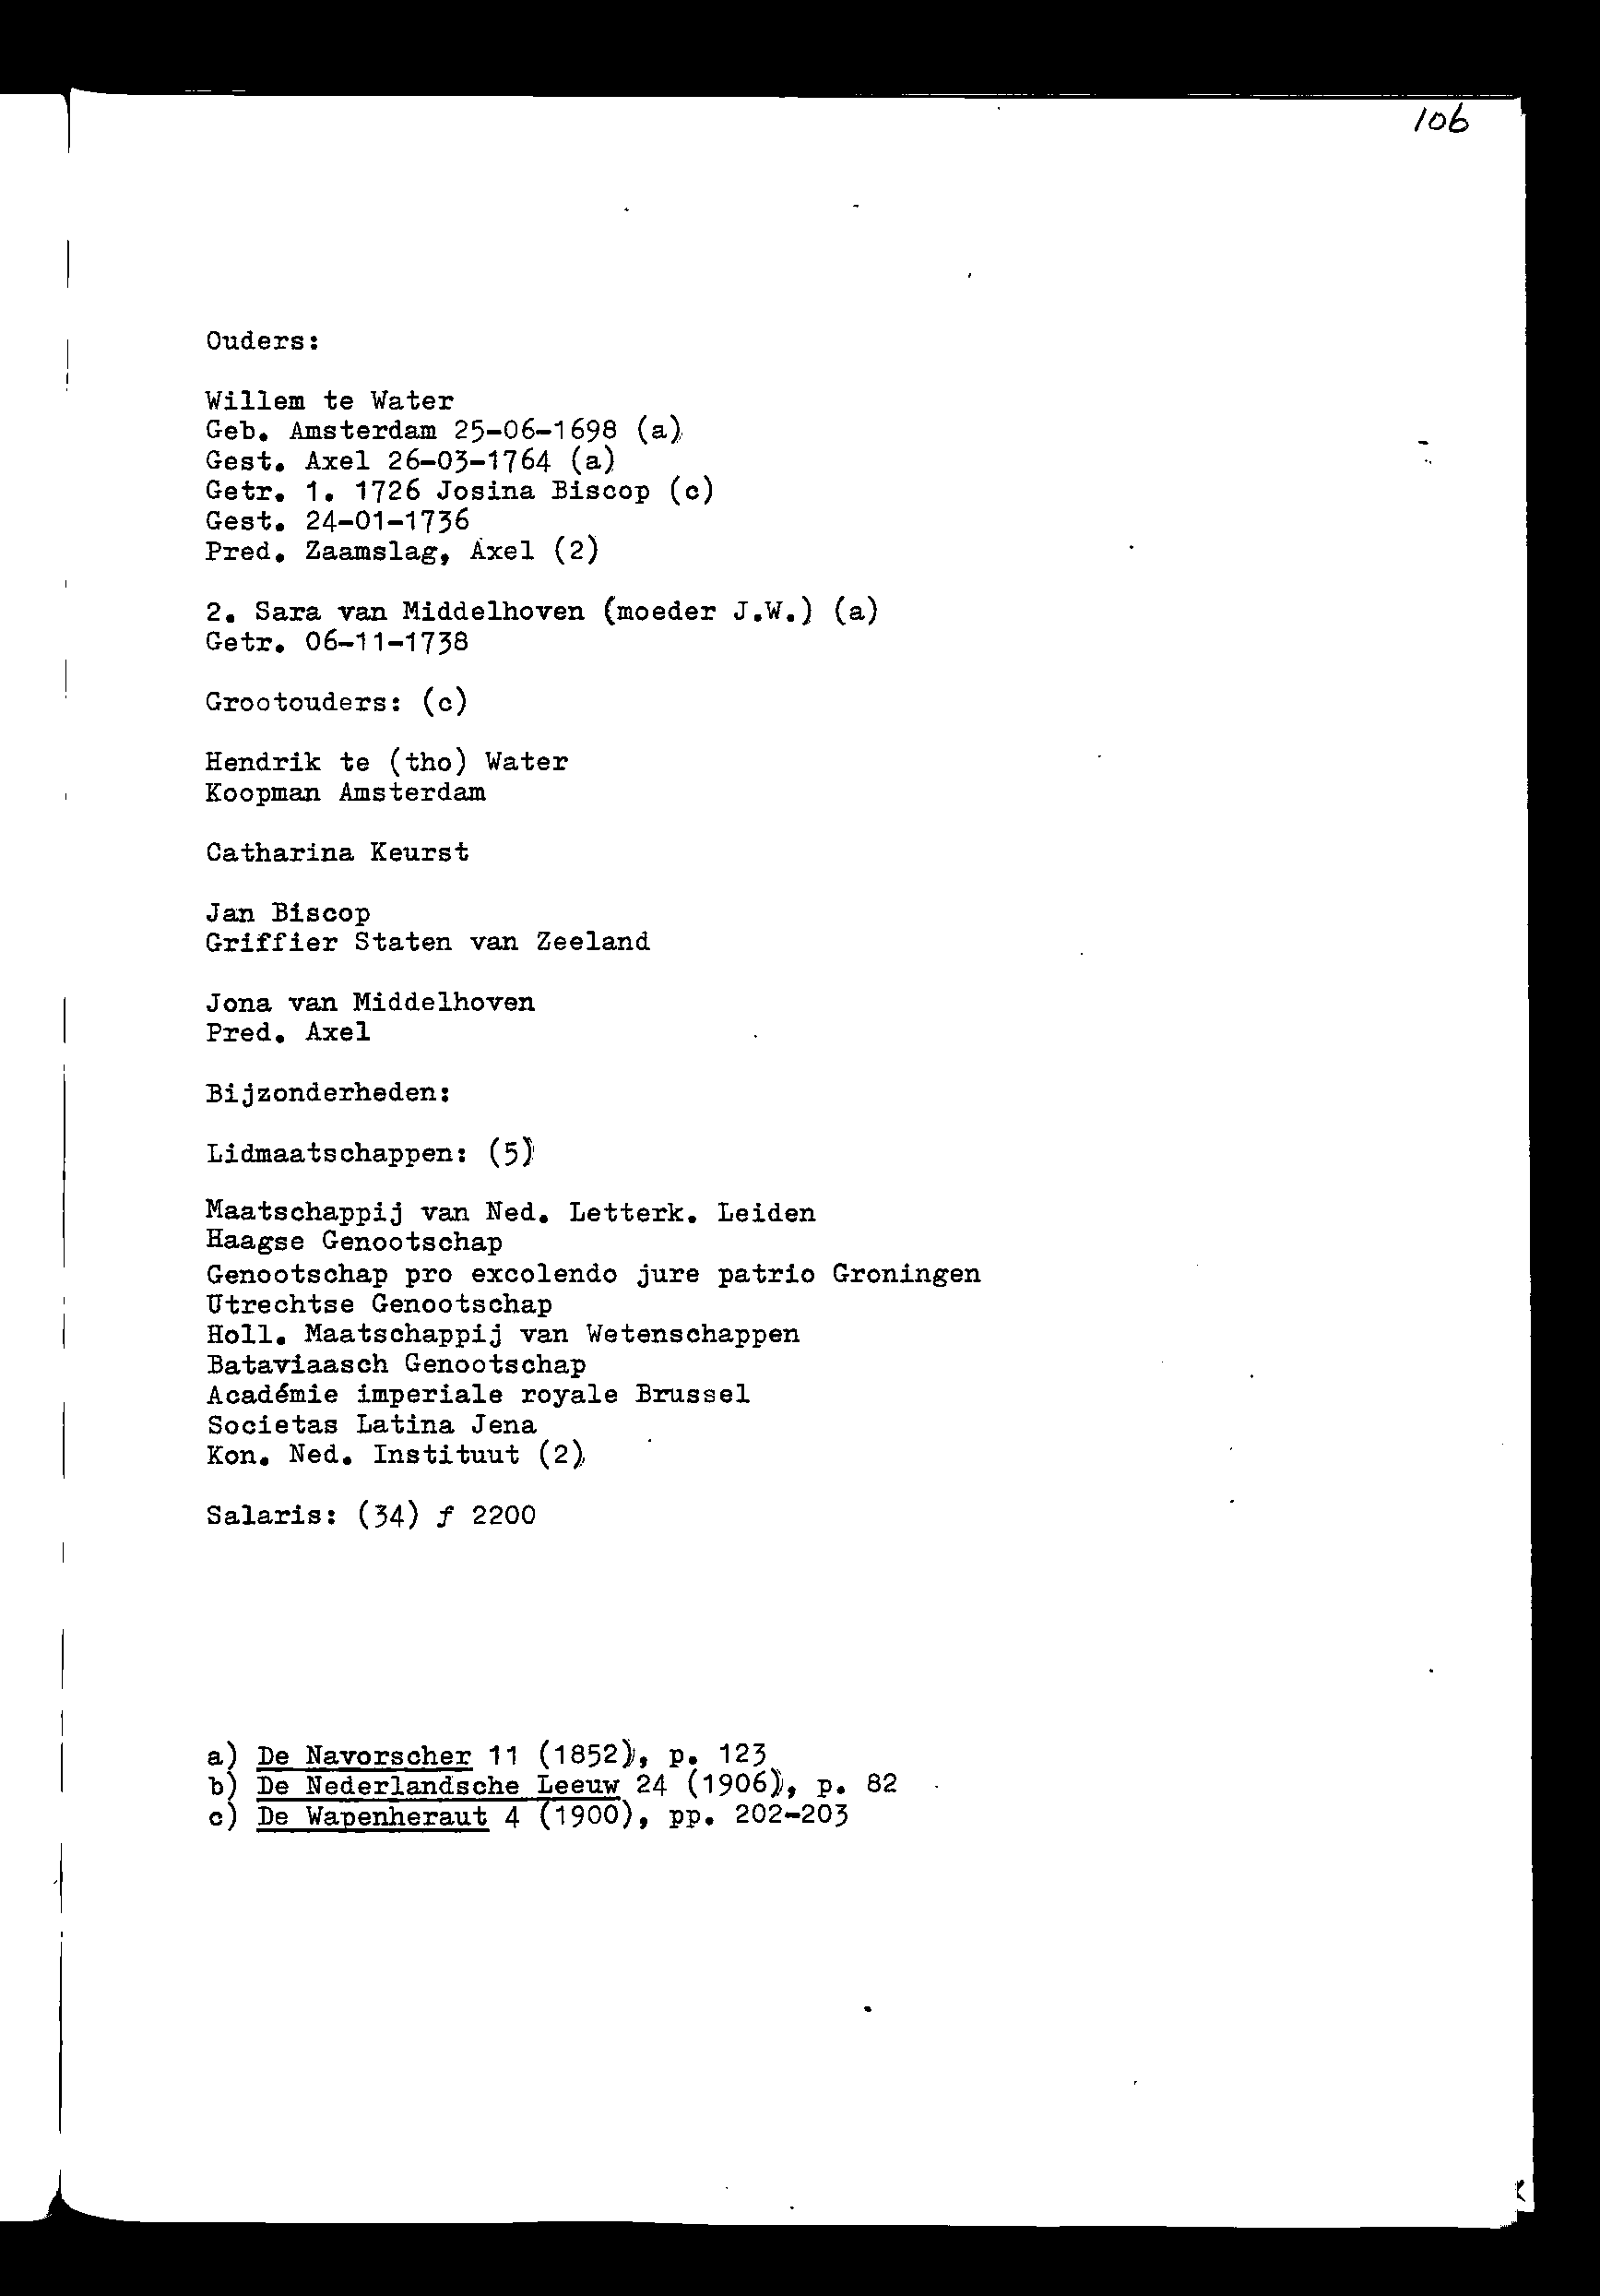 106
Ouders:
Willem te Water
Geb. Amsterdam 25-06-1698 (a)
Gest. Axel 26-03-1764 (a)
Getr. 1. 1726 Josina Biscop (c)
Gest. 24-01-1736
Pred. Zaamslag, Axel (2)
2. Sara van Middelhoven (moeder J.W.) (a)
Getr. 06-11-1738
Grootouders: (c)
Hendrik te (tho) Water
Koopman Amsterdam
Catharina Keurst
Jan Biscop
Griffier Staten van Zeeland
Jona van Middelhoven
Pred. Axel
Bijzonderheden:
Lidmaatschappen: (5)
Maatschappij van Ned. Letterk. Leiden
Haagse Genootschap
Genootschap pro excolendo jure patrio Groningen
Utrechtse Genootschap
Holl. Maatschappij van Wetenschappen
Bataviaasch Genootschap
Académie imperiale royale Brussel
Societas Latina Jena
Kon. Ned. Instituut (2)
Salaris: (34) ƒ 2200
a) De Navorscher 11 (1852), p. 123
b) De Nederlandsche Leeuw 24 (1906), p. 82
c) De Wapenheraut 4 (1900), pp. 202-203